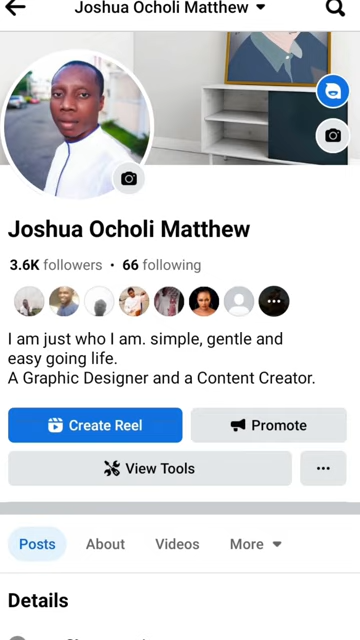 Joshua Ocholi Matthew
Joshua Ocholi Matthew
3.6K followers • 66 following
I am just who I am. simple, gentle and
easy going life.
A Graphic Designer and a Content Creator.
Create Reel
Promote
View Tools
Posts
About
Videos
More
Details